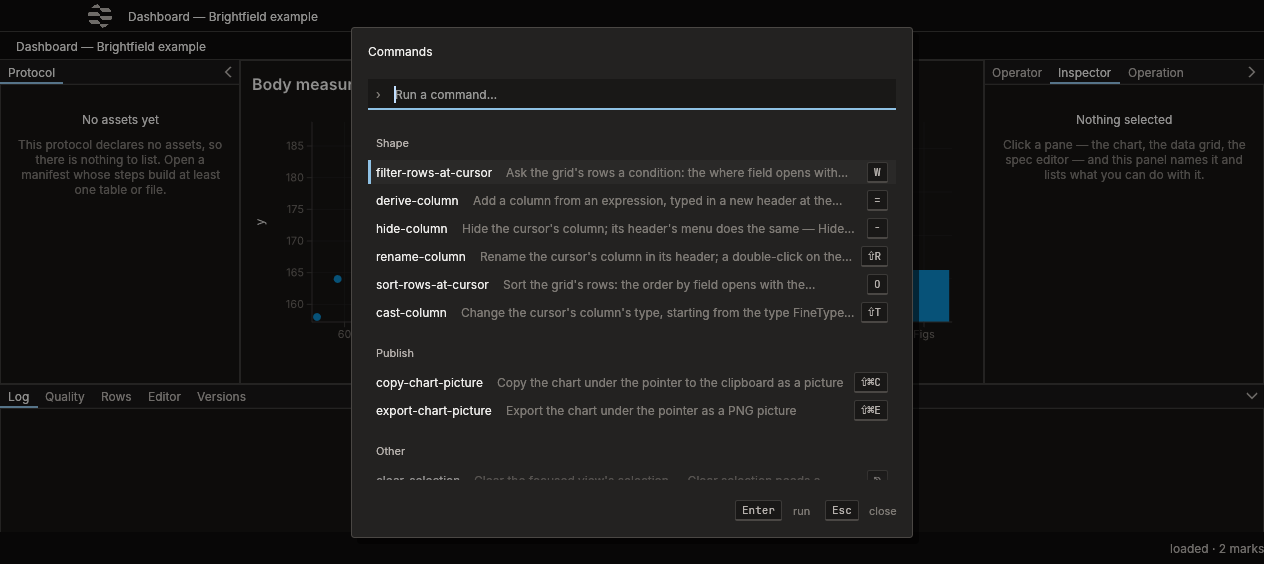 Dashboard — Brightfield example
Dashboard — Brightfield example
Protocol
No assets yet
This protocol declares no assets, so
there is nothing to list. Open a
manifest whose steps build at least
one table or file.
Body measur
y
185
180
175
170
165
160
60
Figs
Commands
› Run a command...
Shape
filter-rows-at-cursor Ask the grid's rows a condition: the where field opens with... W
derive-column Add a column from an expression, typed in a new header at the... =
hide-column Hide the cursor's column; its header's menu does the same — Hide... -
rename-column Rename the cursor's column in its header; a double-click on the... ⇧R
sort-rows-at-cursor Sort the grid's rows: the order by field opens with the... O
cast-column Change the cursor's column's type, starting from the type FineType... ⇧T
Publish
copy-chart-picture Copy the chart under the pointer to the clipboard as a picture ⇧⌘C
export-chart-picture Export the chart under the pointer as a PNG picture ⇧⌘E
Other
clear-selection Clear the focused view's selection — Clear selection needs a
Enter run Esc close
Operator Inspector Operation
Nothing selected
Click a pane — the chart, the data grid, the
spec editor — and this panel names it and
lists what you can do with it.
Log Quality Rows Editor Versions
loaded · 2 marks